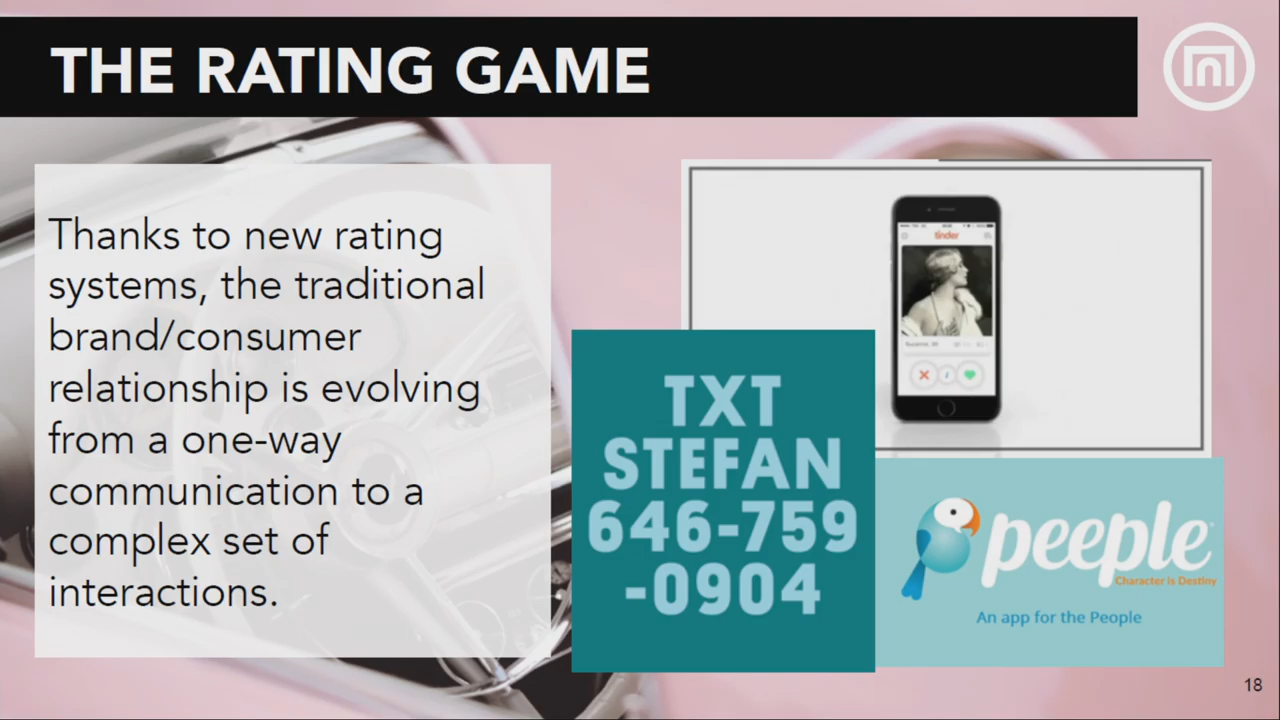 THE RATING GAME
Thanks to new rating
systems, the traditional
brand/consumer
relationship is evolving
from a one-way
communication to a
complex set of
interactions.
tinder
TXT
STEFAN
646-759
-0904
peeple
Character is Destiny
An app for the People
18